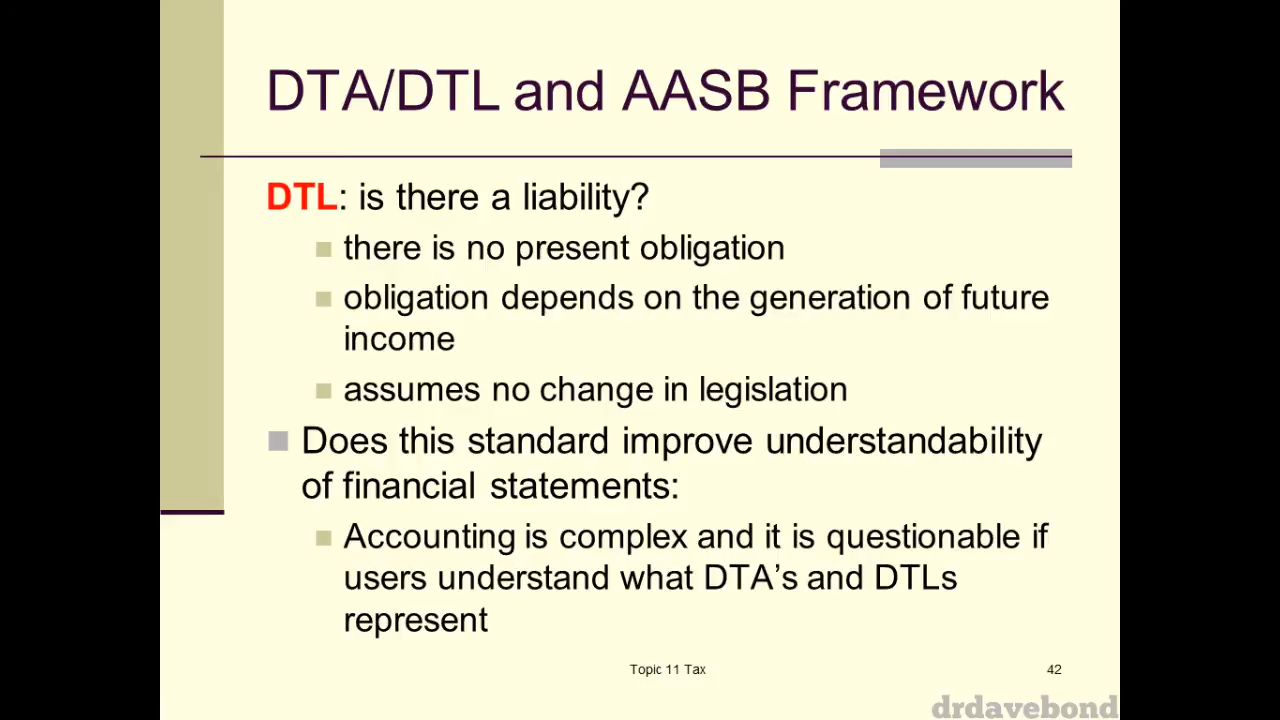 DTA/DTL and AASB Framework
DTL: is there a liability?
there is no present obligation
obligation depends on the generation of future
income
assumes no change in legislation
Does this standard improve understandability
of financial statements:
Accounting is complex and it is questionable if
users understand what DTA's and DTLs
represent
Topic 11 Tax
42
drdavebond